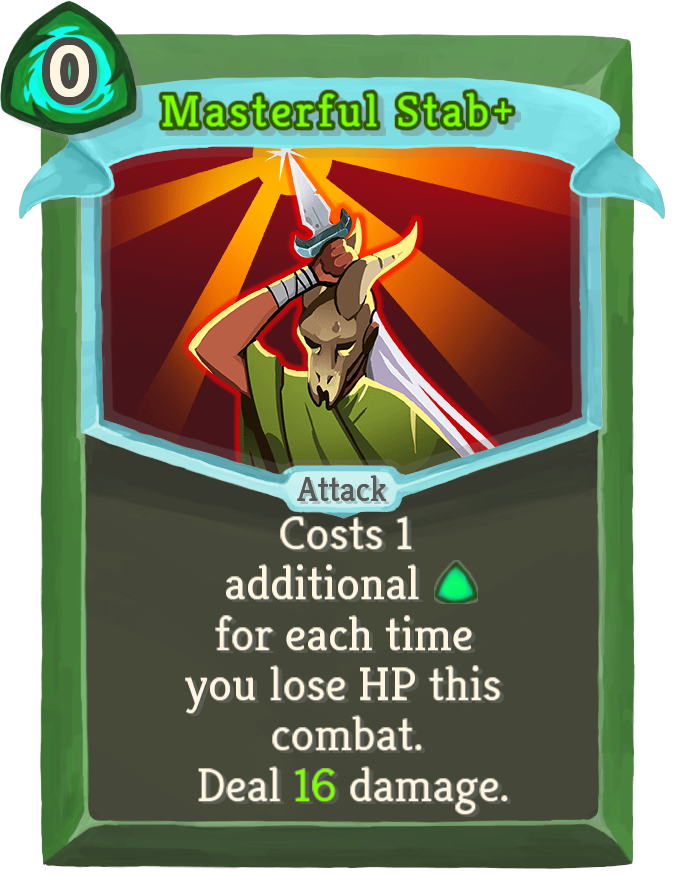 0
Masterful Stab+
Attack
Costs 1
additional
for each time
you lose HP this
combat.
Deal 16 damage.